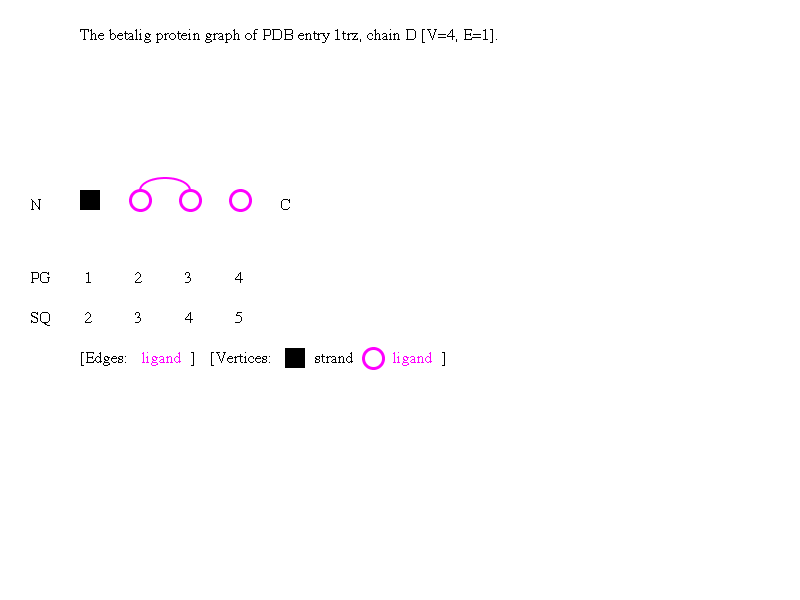 The betalig protein graph of PDB entry 1trz, chain D [V=4, E=1].
N C
PG 1 2 3 4
SQ 2 3 4 5
[Edges: ligand ] [Vertices: strand ligand ]